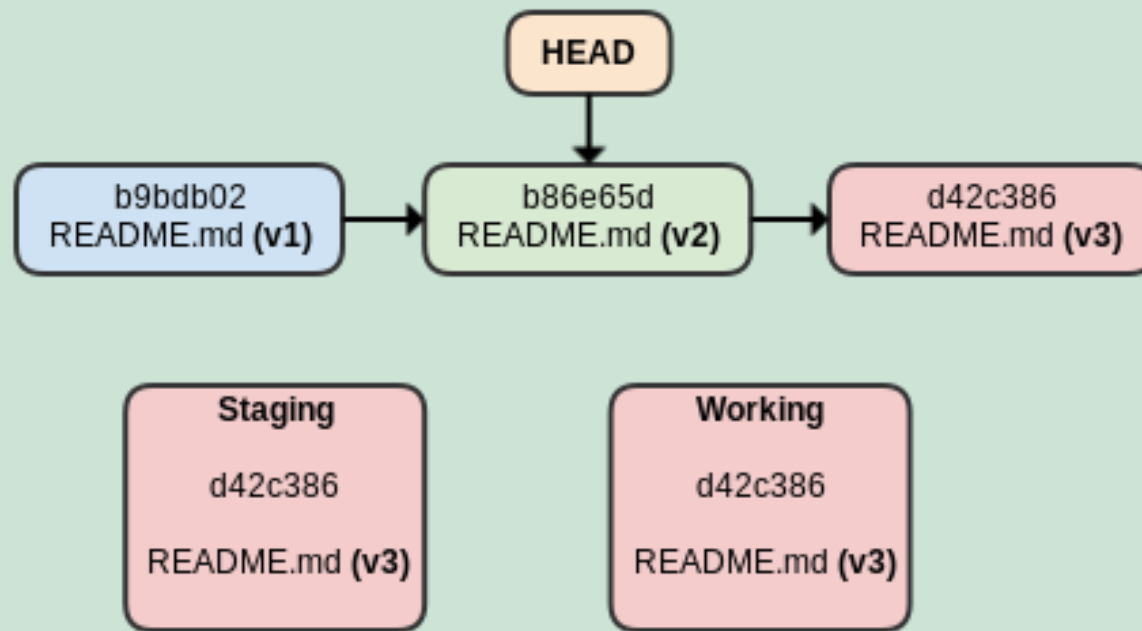 HEAD
b9bdb02
README.md (v1)
b86e65d
README.md (v2)
d42c386
README.md (v3)
Staging
d42c386
README.md (v3)
Working
d42c386
README.md (v3)